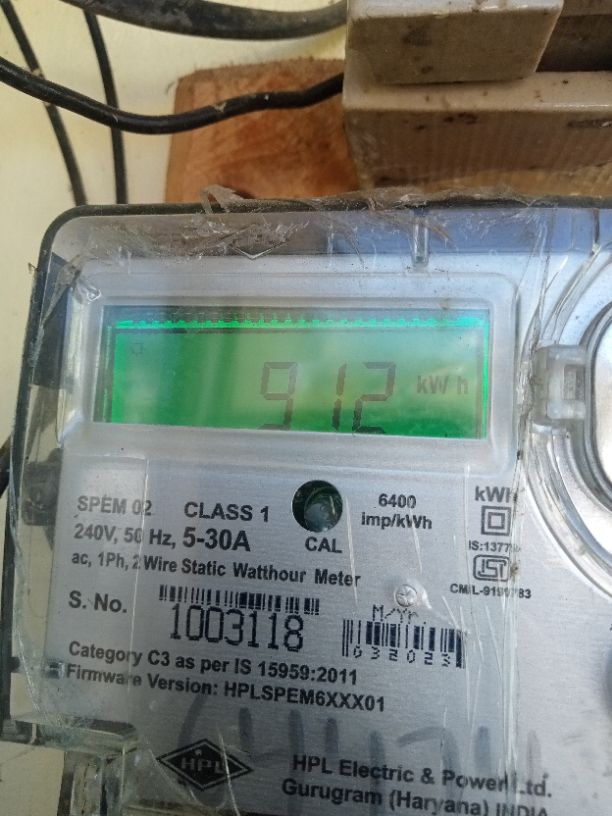 912 kWh
SPEM 02 CLASS 1
6400
imp/kWh
kWh
240V, 50 Hz, 5-30A
CAL
ac, 1Ph, 2 Wire Static Watthour Meter
S. No.
1003118
M/Yr.
032023
Category C3 as per IS 15959:2011
Firmware Version: HPLSPEM6XXX01
HPL
HPL Electric & Power Ltd.
Gurugram (Haryana) INDIA